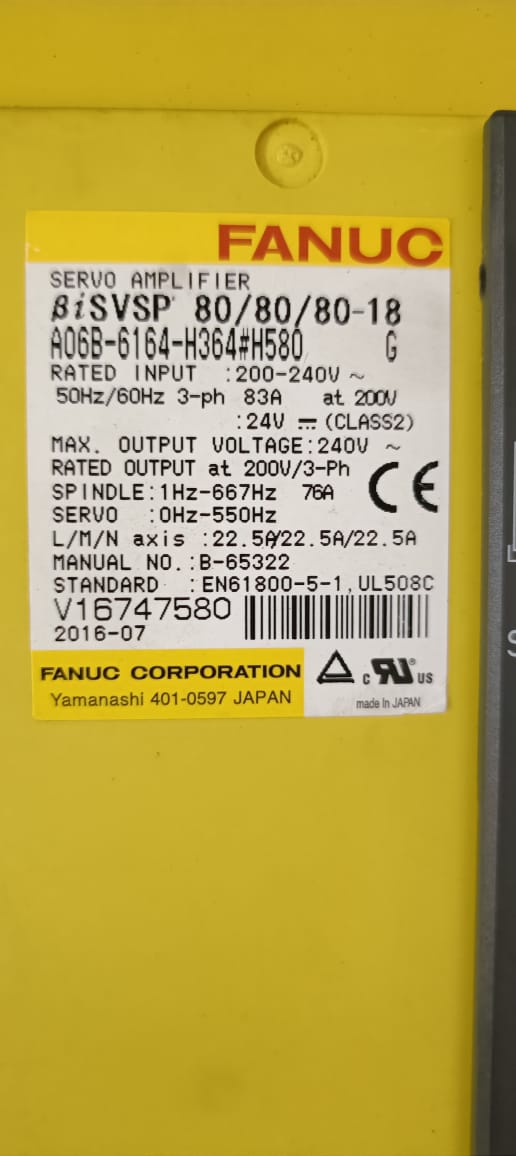 FANUC
SERVO AMPLIFIER
βiSVSP 80/80/80-18
A06B-6164-H364#H580 G
RATED INPUT :200-240V ~
50Hz/60Hz 3-ph 83A at 200V
:24V ⎓ (CLASS2)
MAX. OUTPUT VOLTAGE:240V ~
RATED OUTPUT at 200V/3-Ph
SPINDLE:1Hz-667Hz 76A
CE
SERVO :0Hz-550Hz
L/M/N axis :22.5A/22.5A/22.5A
MANUAL NO.:B-65322
STANDARD :EN61800-5-1,UL508C
V16747580
2016-07
FANUC CORPORATION
Yamanashi 401-0597 JAPAN
c RU® US
made In JAPAN